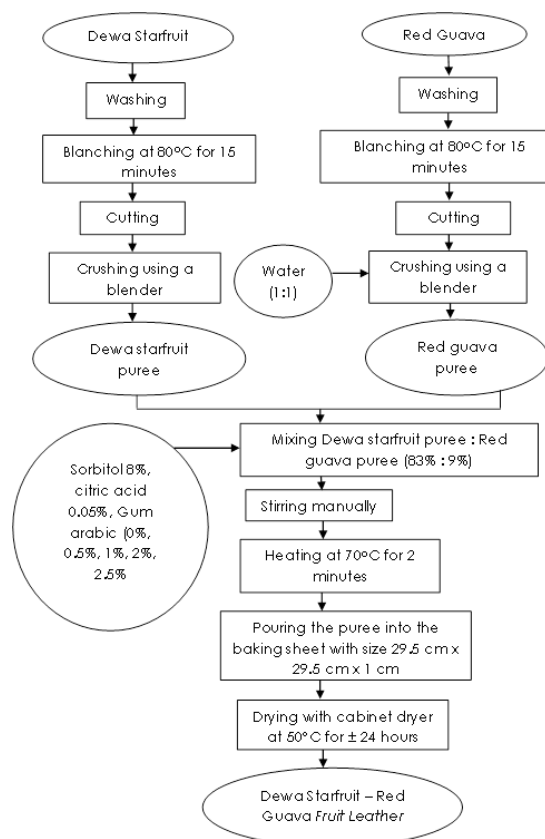 Dewa Starfruit
Washing
Blanching at 80°C for 15
minutes
Cutting
Crushing using a
blender
Dewa starfruit
puree
Red Guava
Washing
Blanching at 80°C for 15
minutes
Cutting
Water
(1:1)
Crushing using a
blender
Red guava
puree
Sorbitol 8%,
citric acid
0.05%, Gum
arabic (0%,
0.5%, 1%, 2%,
2.5%
Mixing Dewa starfruit puree : Red
guava puree (83% : 9%)
Stirring manually
Heating at 70°C for 2
minutes
Pouring the puree into the
baking sheet with size 29.5 cm x
29.5 cm x 1 cm
Drying with cabinet dryer
at 50°C for ± 24 hours
Dewa Starfruit – Red
Guava Fruit Leather